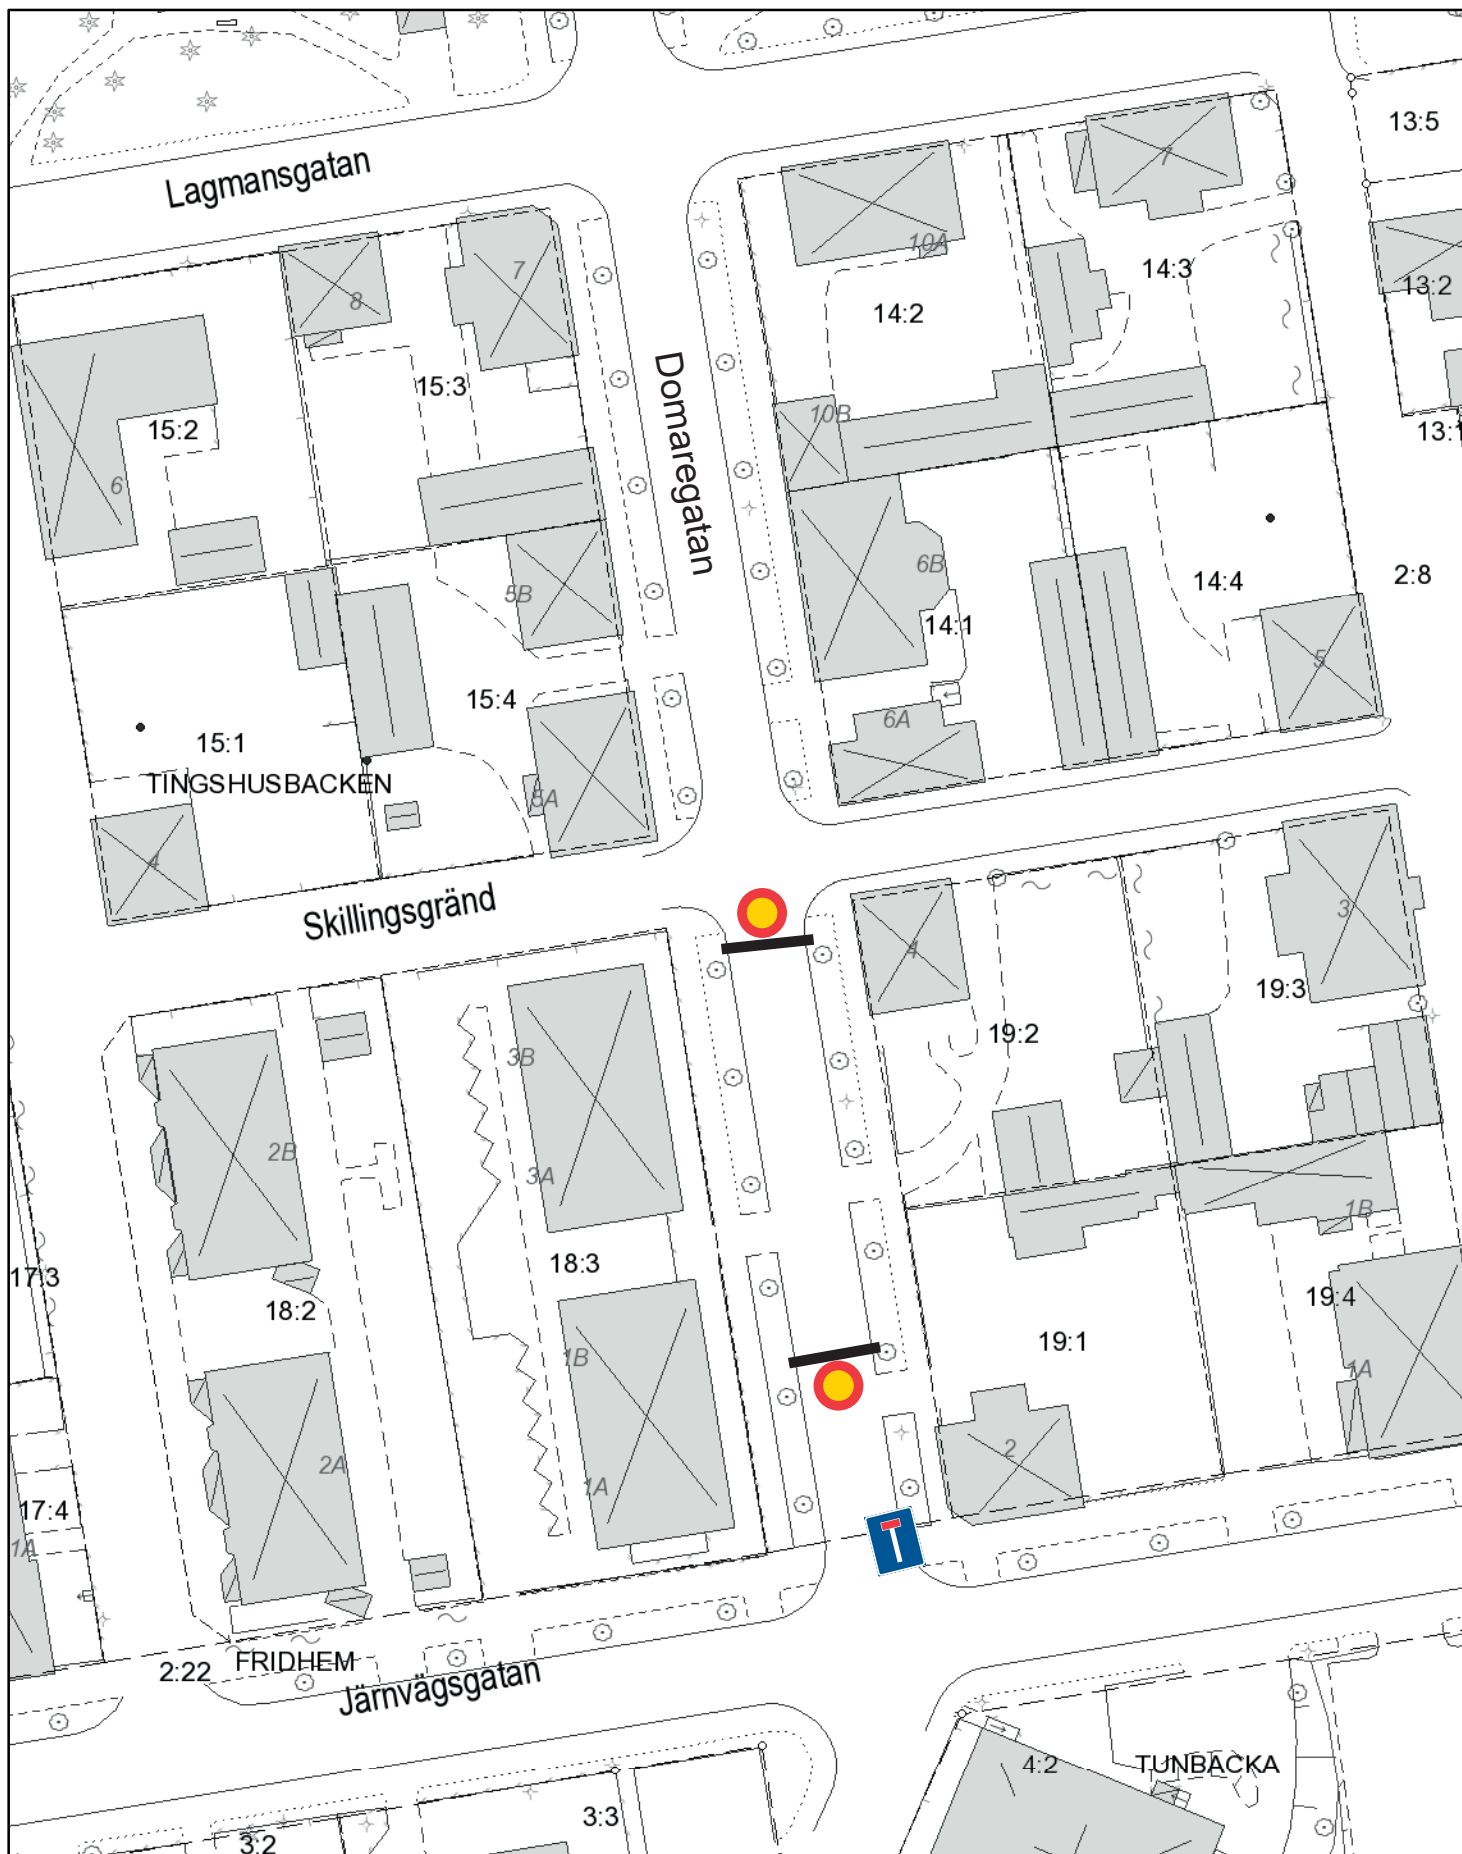 13:5
7
Lagmansgatan
10A
7
14:3
13:2
8
14:2
15:3
Domaregatan
10B
15:2
13:1
6
6B
14:4
2:8
5B
14:1
5
15:4
6A
15:1
TINGSHUSBACKEN
5A
4
Skillingsgränd
3
4
19:3
19:2
3B
2B
3A
1B
18:3
17:3
19:4
18:2
19:1
1B
1A
2
2A
1A
17:4
1A
FRIDHEM
2:22
Järnvägsgatan
4:2
TUNBACKA
3:3
3:2